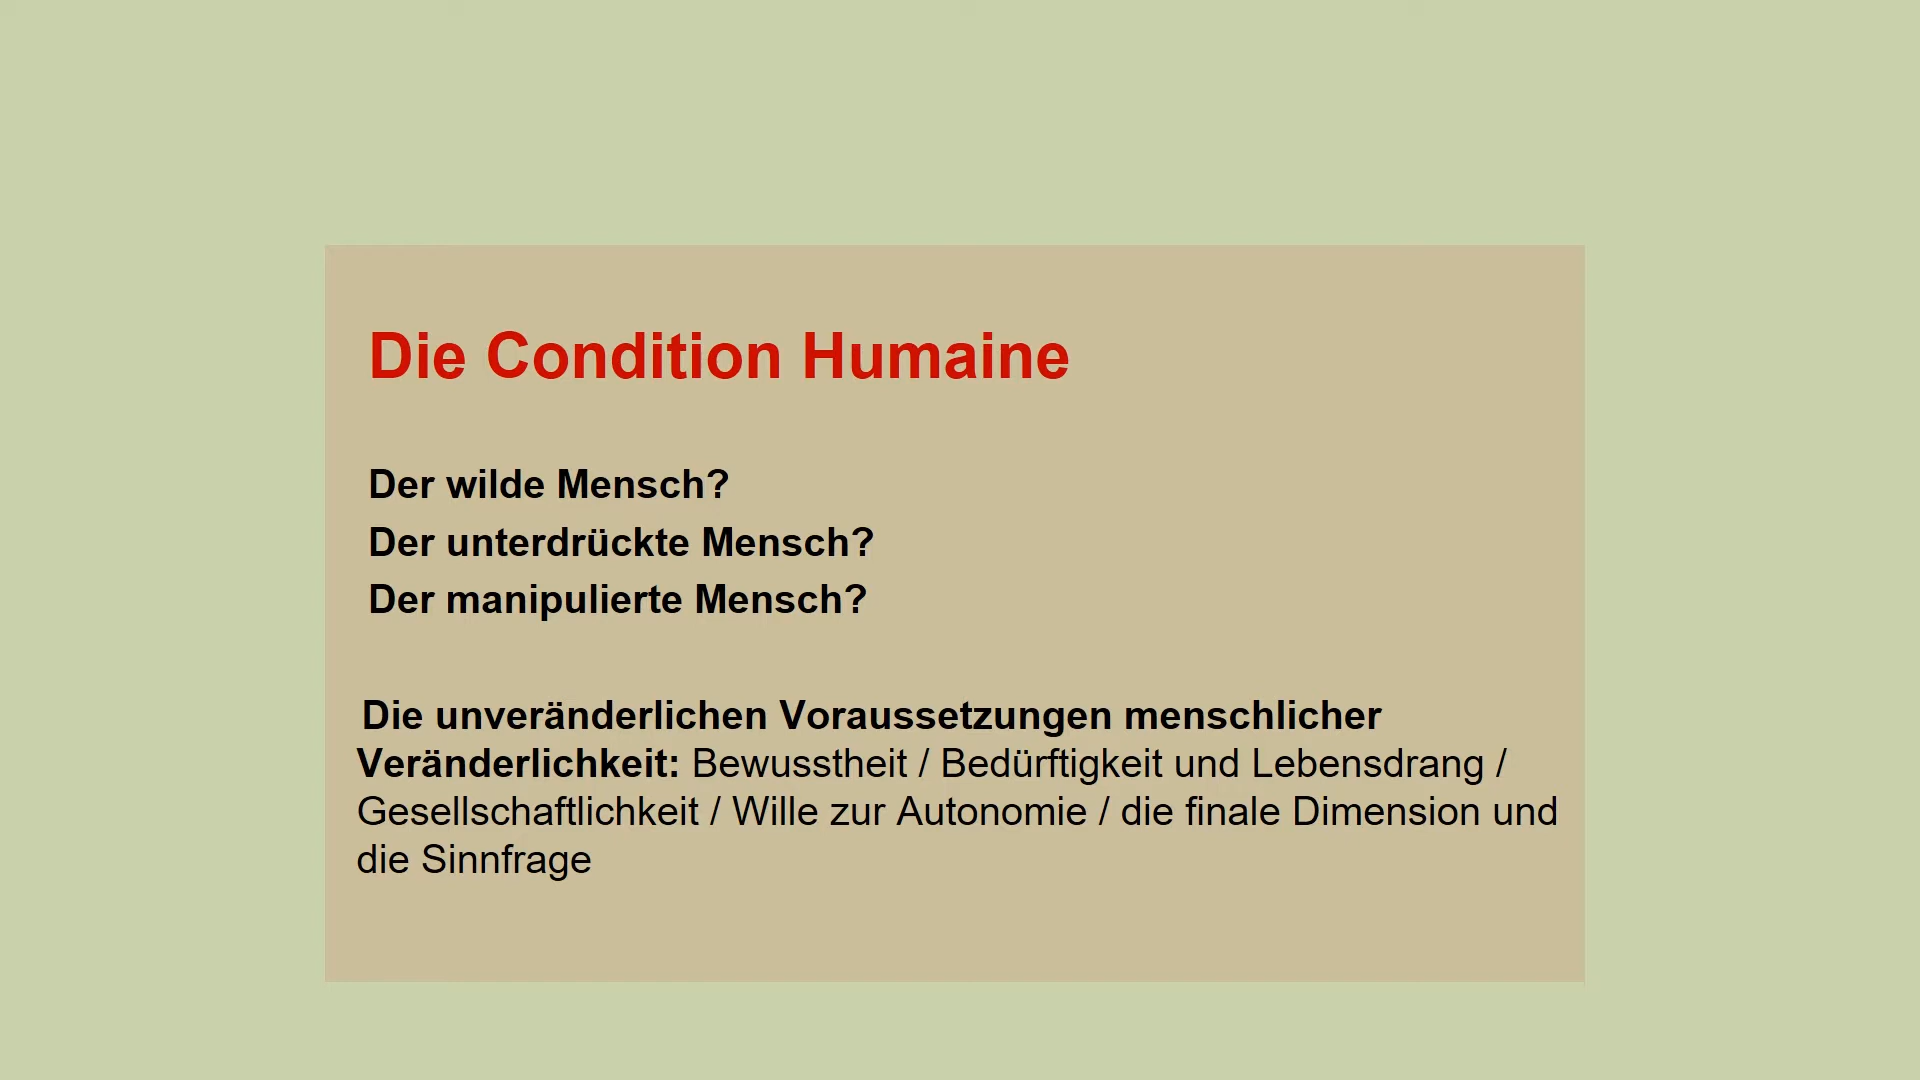 Die Condition Humaine
Der wilde Mensch?
Der unterdrückte Mensch?
Der manipulierte Mensch?
Die unveränderlichen Voraussetzungen menschlicher
Veränderlichkeit: Bewusstheit / Bedürftigkeit und Lebensdrang /
Gesellschaftlichkeit / Wille zur Autonomie / die finale Dimension und
die Sinnfrage